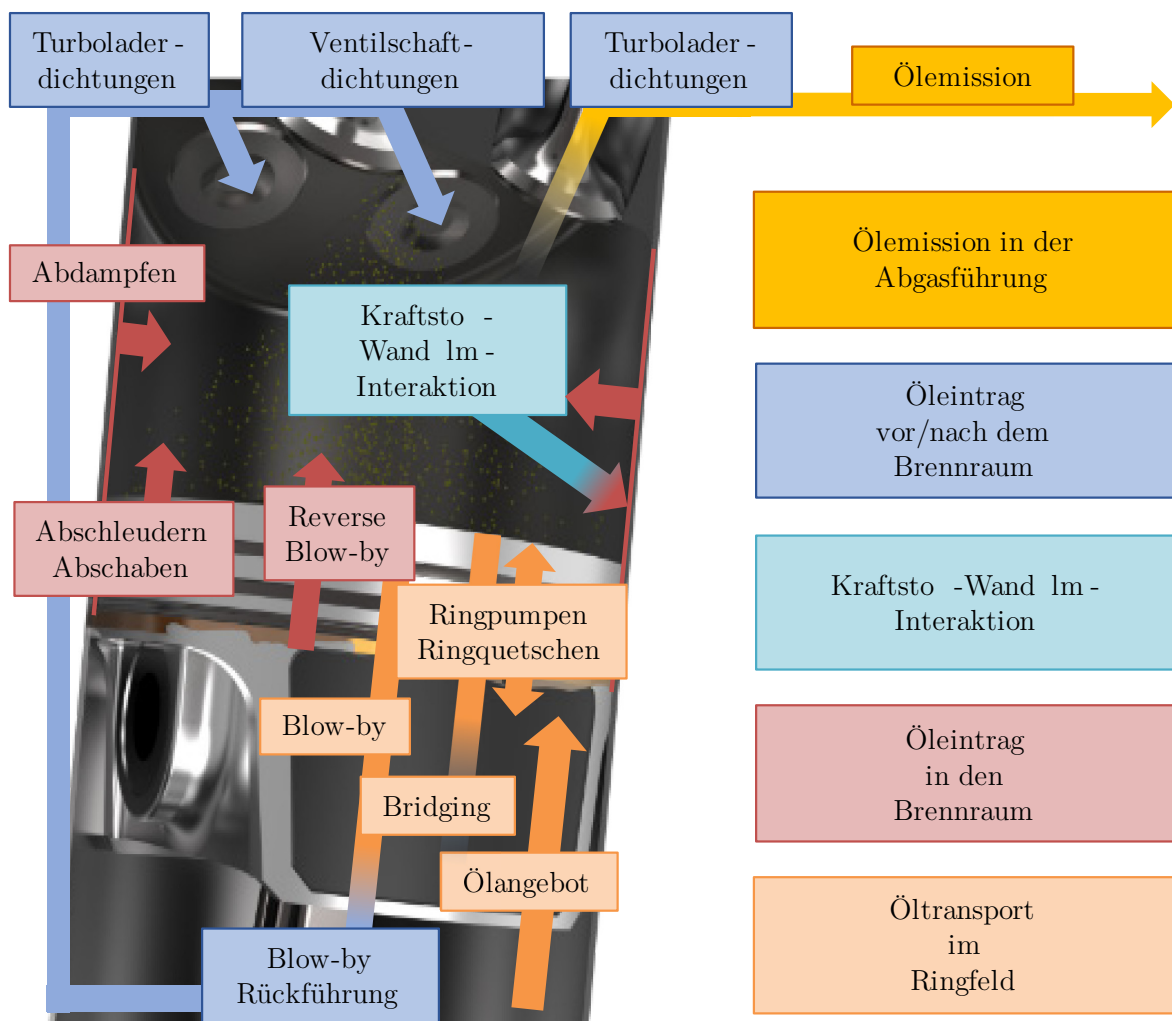 Turbolader-
dichtungen
Ventilschaft-
dichtungen
Turbolader-
dichtungen
Ölemission
Abdampfen
Ölemission in der
Abgasführung
Kraftsto -
Wand lm-
Interaktion
Öleintrag
vor/nach dem
Brennraum
Abschleudern
Abschaben
Reverse
Blow-by
Kraftsto -Wand lm-
Interaktion
Ringpumpen
Ringquetschen
Blow-by
Öleintrag
in den
Brennraum
Bridging
Ölangebot
Öltransport
im
Ringfeld
Blow-by
Rückführung